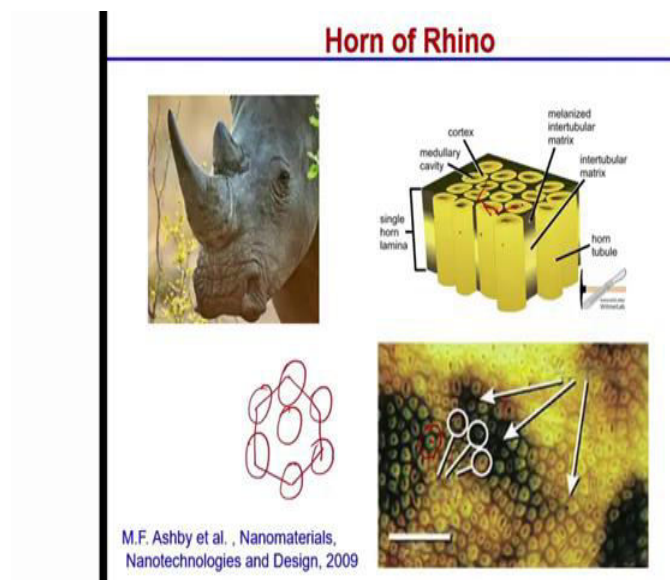 Horn of Rhino
cortex
medullary
cavity
melanized
intertubular
matrix
intertubular
matrix
single
horn
lamina
horn
tubule
WitmerLab
M.F. Ashby et al. , Nanomaterials,
Nanotechnologies and Design, 2009